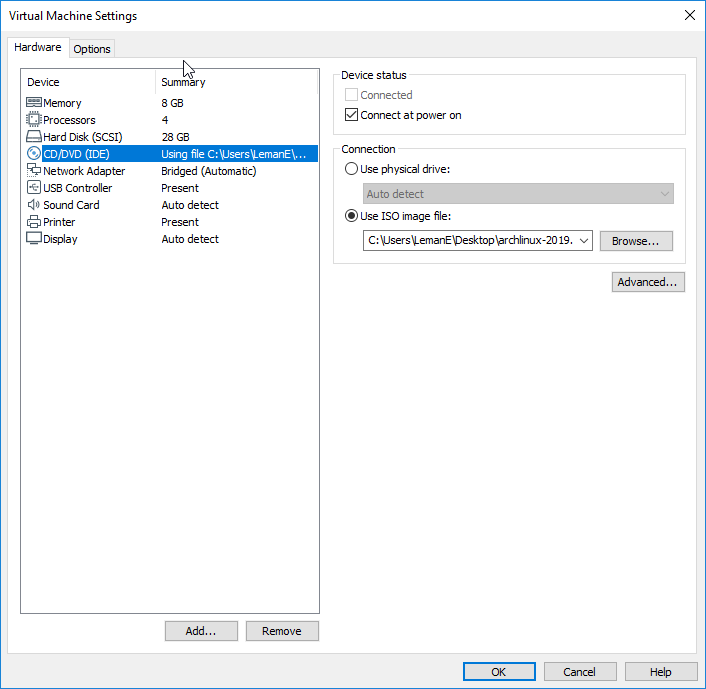 Virtual Machine Settings
Hardware
Options
Device Summary
Memory 8 GB
Processors 4
Hard Disk (SCSI) 28 GB
CD/DVD (IDE) Using file C:\Users\LemanE\...
Network Adapter Bridged (Automatic)
USB Controller Present
Sound Card Auto detect
Printer Present
Display Auto detect
Add... Remove
Device status
Connected
Connect at power on
Connection
Use physical drive:
Auto detect
Use ISO image file:
C:\Users\LemanE\Desktop\archlinux-2019. Browse...
Advanced...
OK Cancel Help